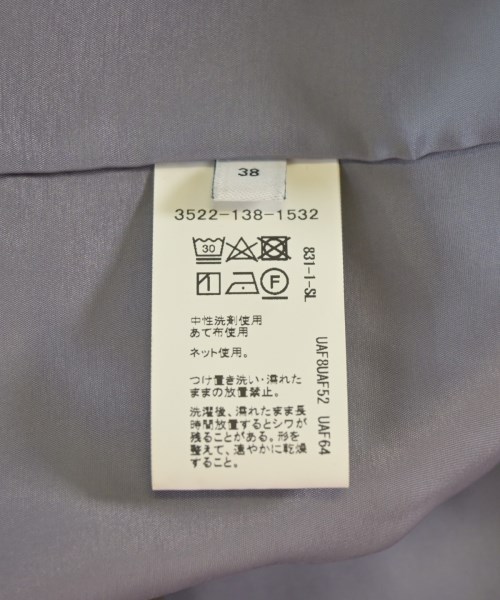 38
3522-138-1532
30
F
831-1-SL
中性洗剤使用
あて布使用
ネット使用。
UAF8UAF52 UAF64
つけ置き洗い・濡れた
ままの放置禁止。
洗濯後、濡れたまま長
時間放置するとシワが
残ることがある。形を
整えて、速やかに乾燥
すること。